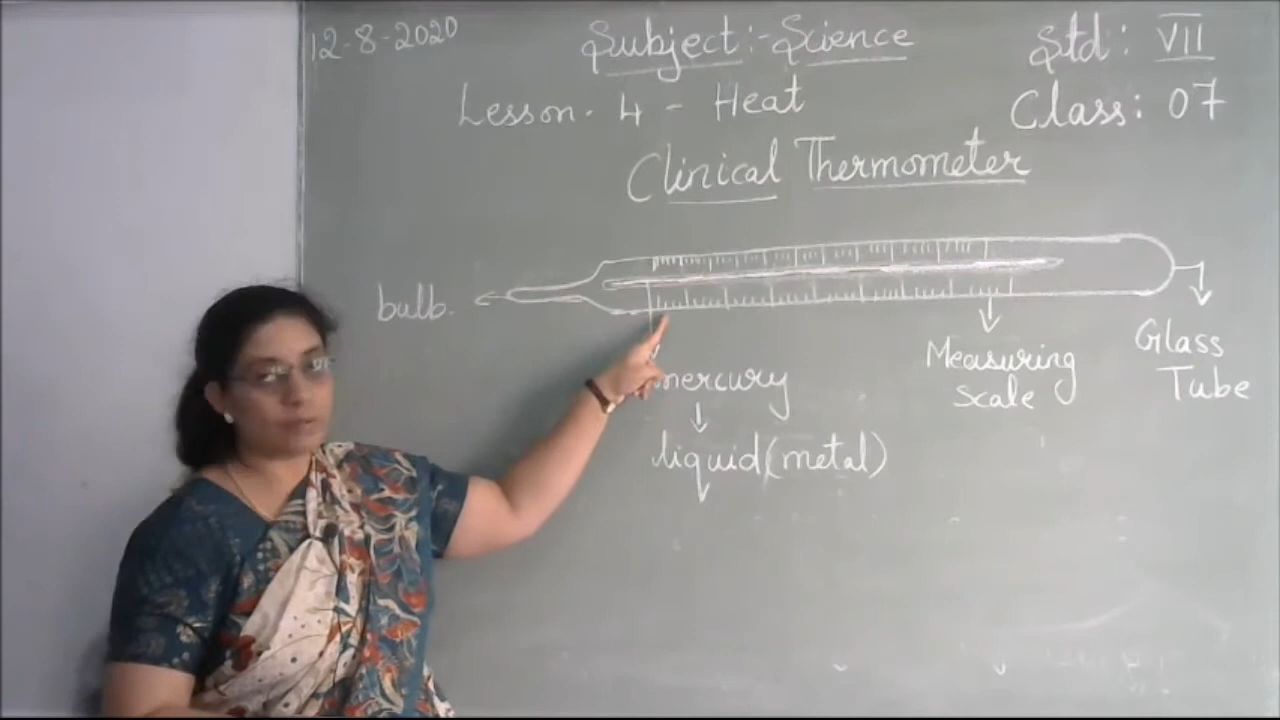 12-8-2020
Subject:-Science
Std: VII
Lesson. 4 - Heat
Class: 07
Clinical Thermometer
bulb.
mercury
liquid(metal)
Measuring
Scale
Glass
Tube